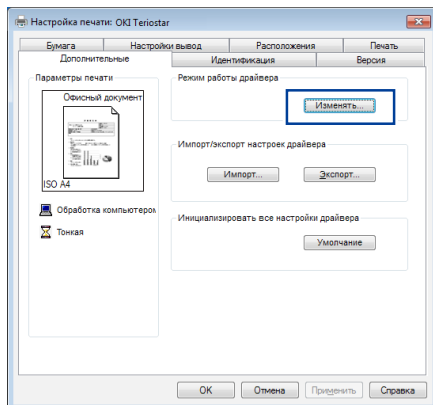 Настройка печати: OKI Teriostar
Бумага Настройки вывод Расположения Печать
Дополнительные Идентификация Версия
Параметры печати
Офисный документ
ISO A4
Обработка компьютером
Тонкая
Режим работы драйвера
Изменять...
Импорт/экспорт настроек драйвера
Импорт... Экспорт...
Инициализировать все настройки драйвера
Умолчание
OK Отмена Применить Справка